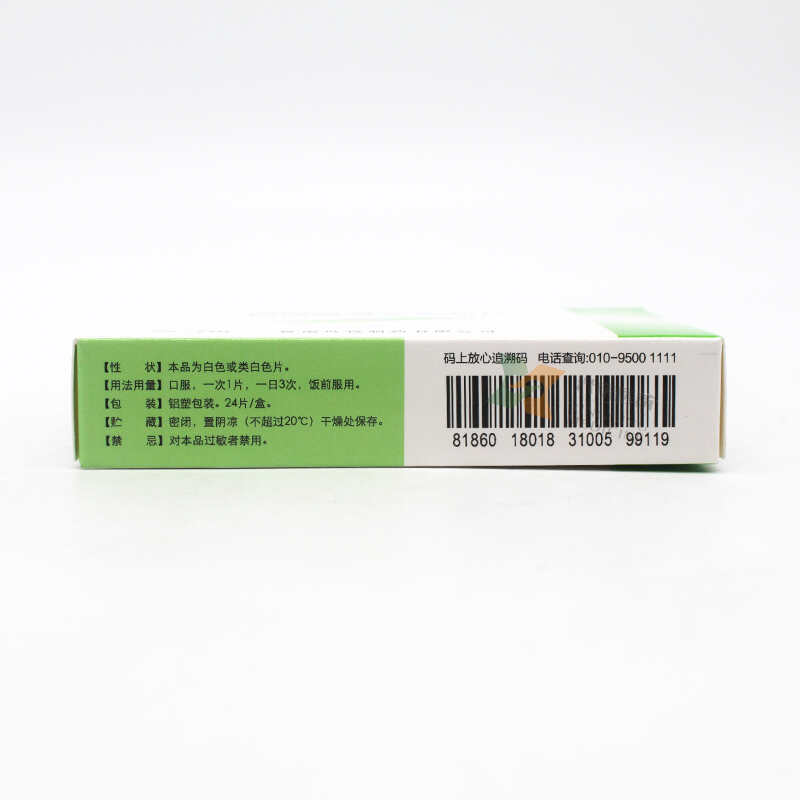 【性 状】本品为白色或类白色片。
【用法用量】口服,一次1片,一日3次,饭前服用。
【包 装】铝塑包装。24片/盒。
【贮 藏】密闭,置阴凉(不超过20℃)干燥处保存。
【禁 忌】对本品过敏者禁用。
码上放心追溯码 电话查询:010-9500 1111
81860 18018 31005 99119